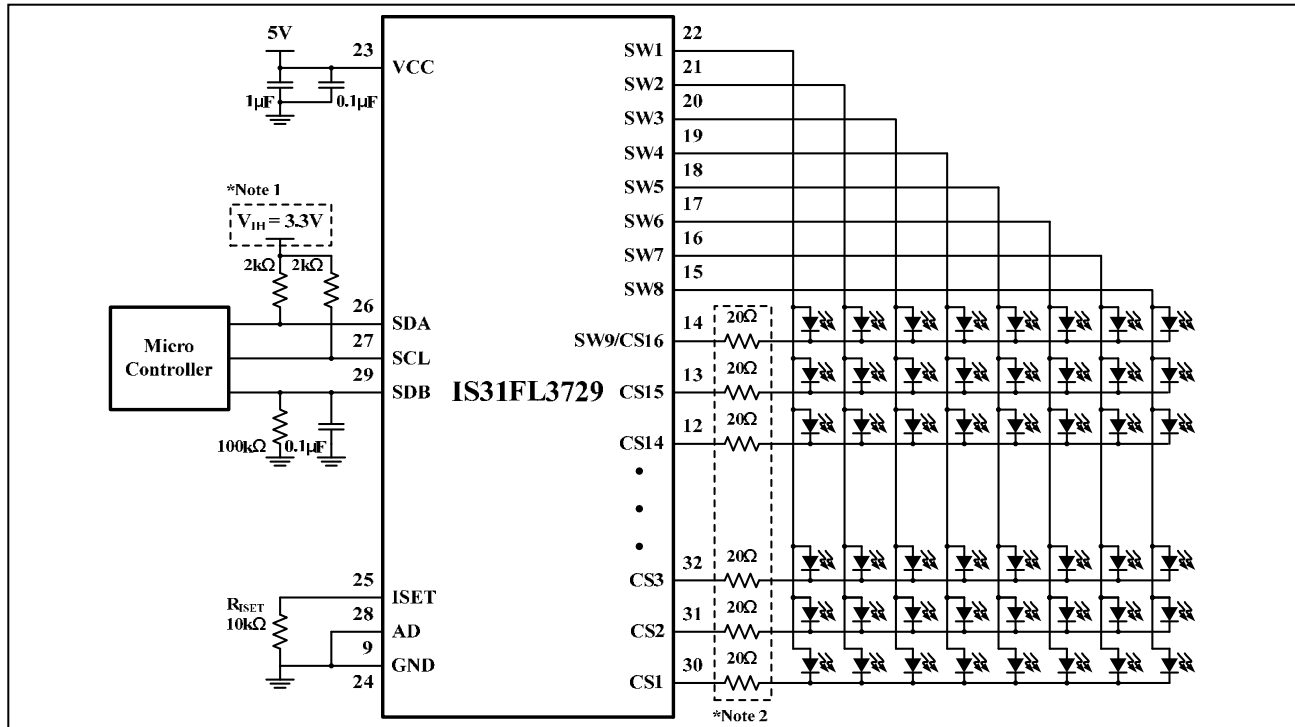 5V
23
VCC
1µF
0.1µF
*Note 1
VIH = 3.3V
2kΩ
2kΩ
Micro
Controller
26
SDA
27
SCL
29
SDB
100kΩ
0.1µF
25
ISET
RISET
10kΩ
28
AD
9
GND
24
IS31FL3729
22
SW1
21
SW2
20
SW3
19
SW4
18
SW5
17
SW6
16
SW7
15
SW8
14
20Ω
SW9/CS16
13
20Ω
CS15
12
20Ω
CS14
32
20Ω
CS3
31
20Ω
CS2
30
20Ω
CS1
*Note 2